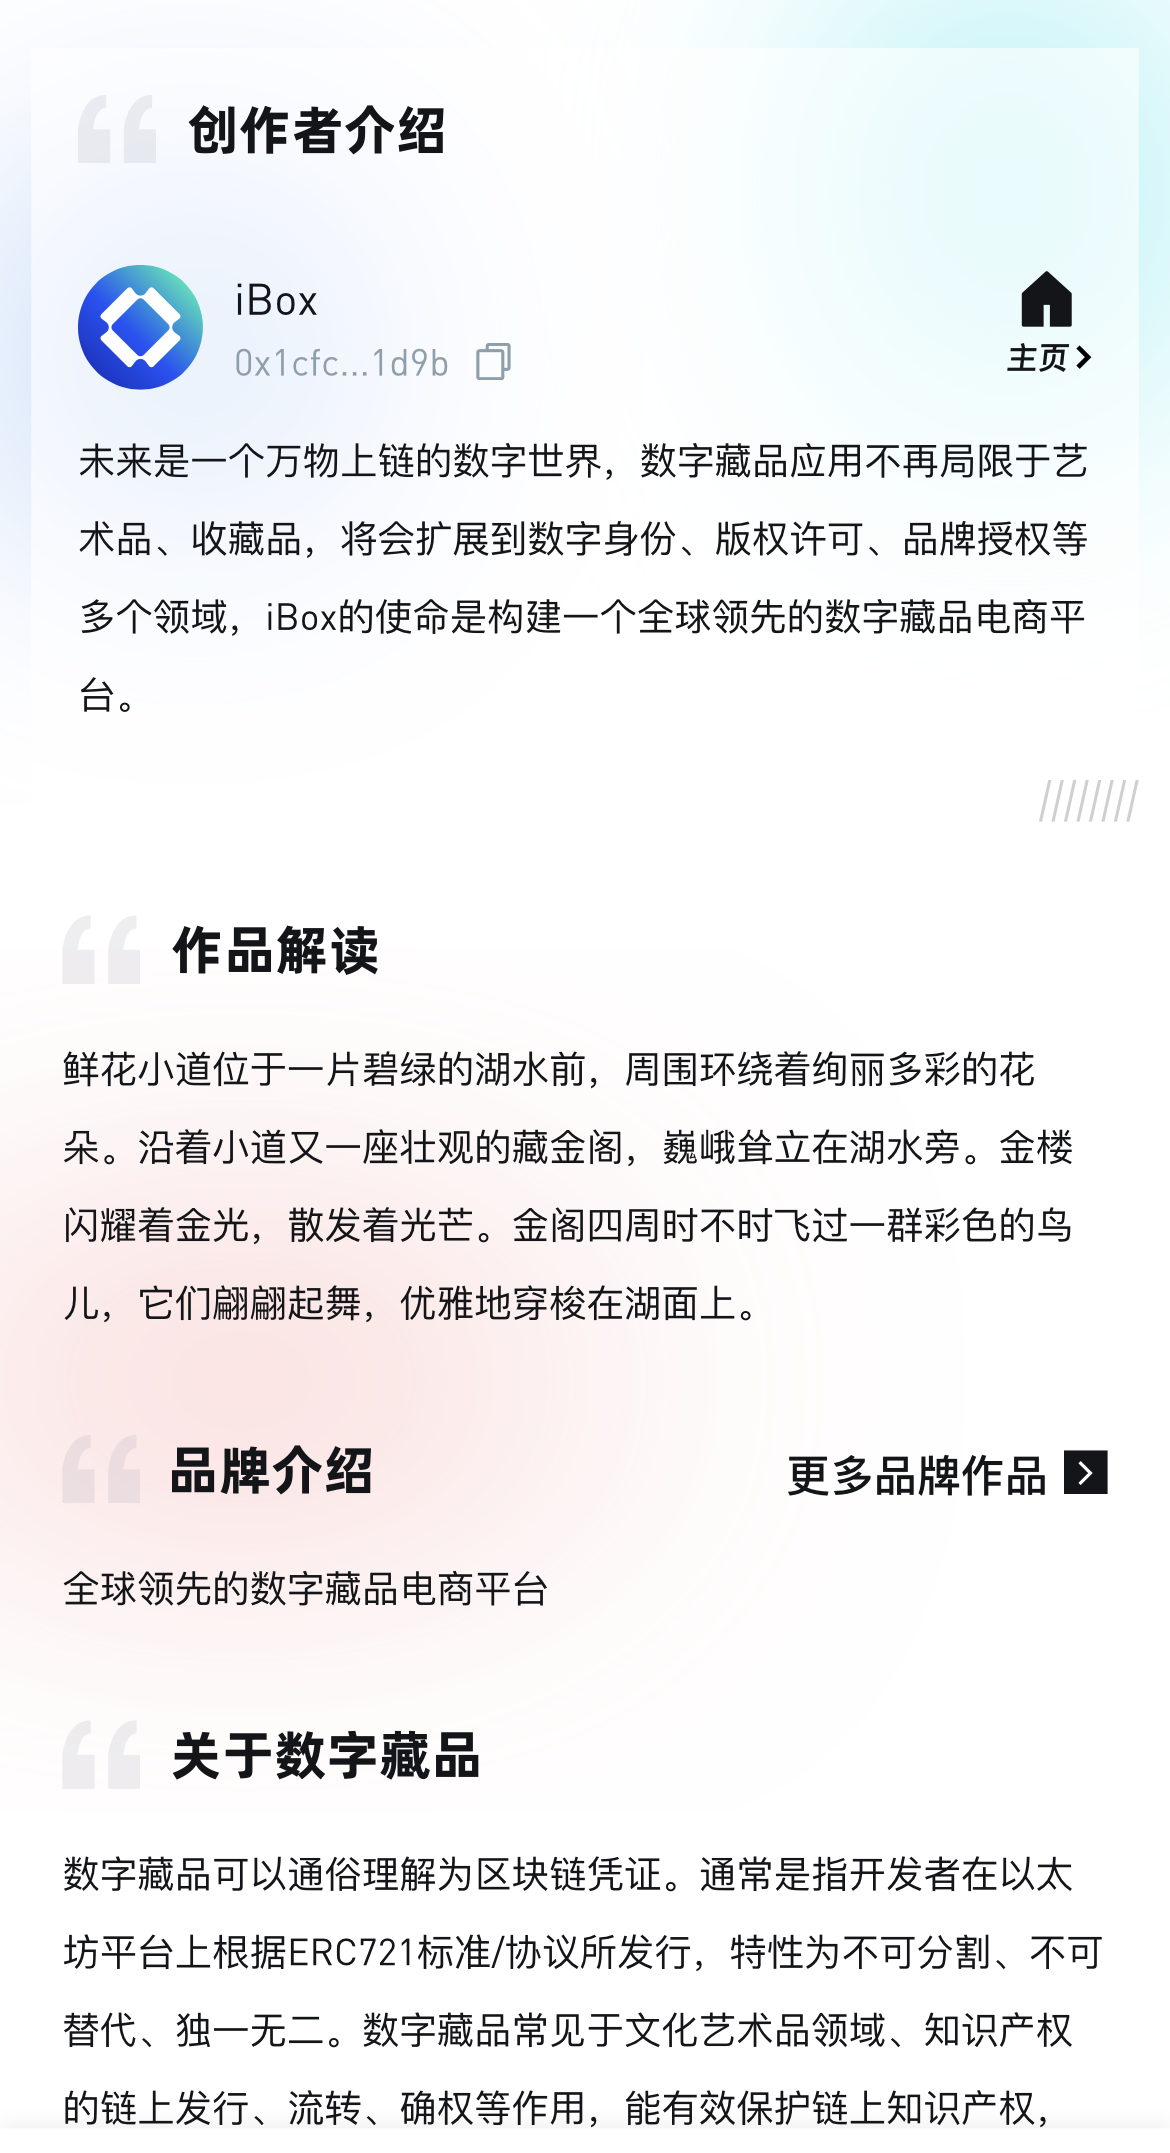 创作者介绍
iBox
0x1cfc...1d9b
主页
未来是一个万物上链的数字世界，数字藏品应用不再局限于艺
术品、收藏品，将会扩展到数字身份、版权许可、品牌授权等
多个领域，iBox的使命是构建一个全球领先的数字藏品电商平
台。
作品解读
鲜花小道位于一片碧绿的湖水前，周围环绕着绚丽多彩的花
朵。沿着小道又一座壮观的藏金阁，巍峨耸立在湖水旁。金楼
闪耀着金光，散发着光芒。金阁四周时不时飞过一群彩色的鸟
儿，它们翩翩起舞，优雅地穿梭在湖面上。
品牌介绍
更多品牌作品
全球领先的数字藏品电商平台
关于数字藏品
数字藏品可以通俗理解为区块链凭证。通常是指开发者在以太
坊平台上根据ERC721标准/协议所发行，特性为不可分割、不可
替代、独一无二。数字藏品常见于文化艺术品领域、知识产权
的链上发行、流转、确权等作用，能有效保护链上知识产权，